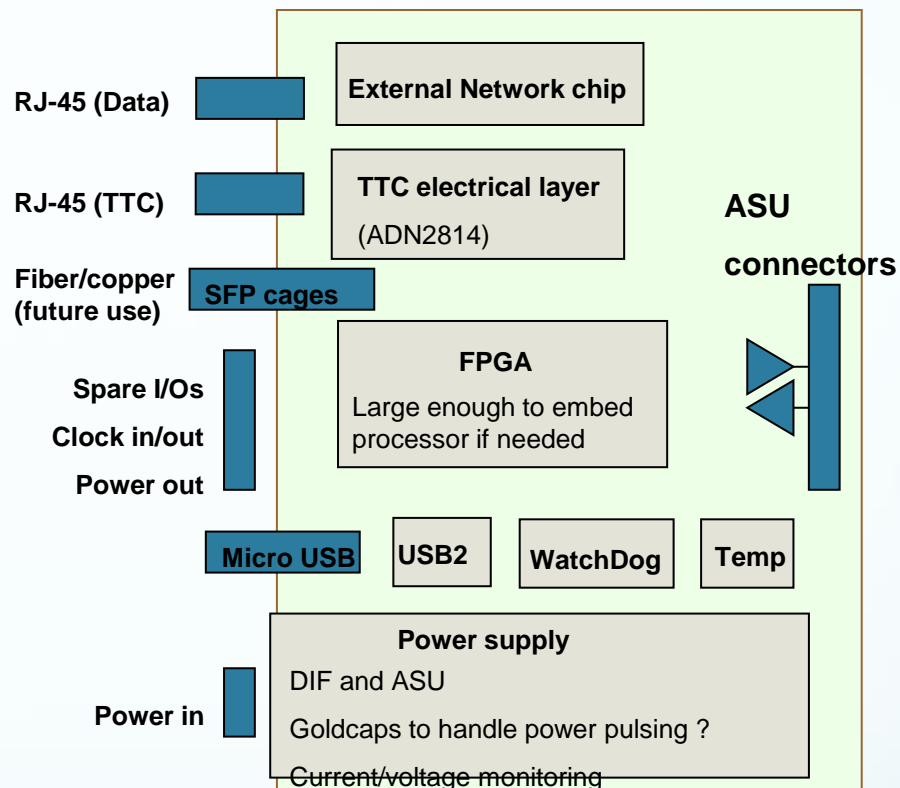 RJ-45 (Data)
External Network chip
RJ-45 (TTC)
TTC electrical layer
(ADN2814)
ASU
connectors
Fiber/copper
(future use)
SFP cages
FPGA
Large enough to embed
processor if needed
Spare I/Os
Clock in/out
Power out
Micro USB
USB2
WatchDog
Temp
Power supply
DIF and ASU
Goldcaps to handle power pulsing ?
Current/voltage monitoring
Power in